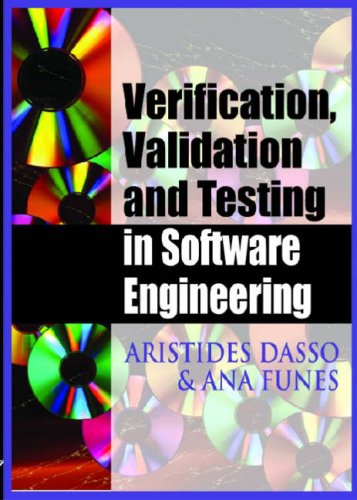 Verification,
Validation
and Testing
in Software
Engineering
ARISTIDES DASSO
& ANA FUNES